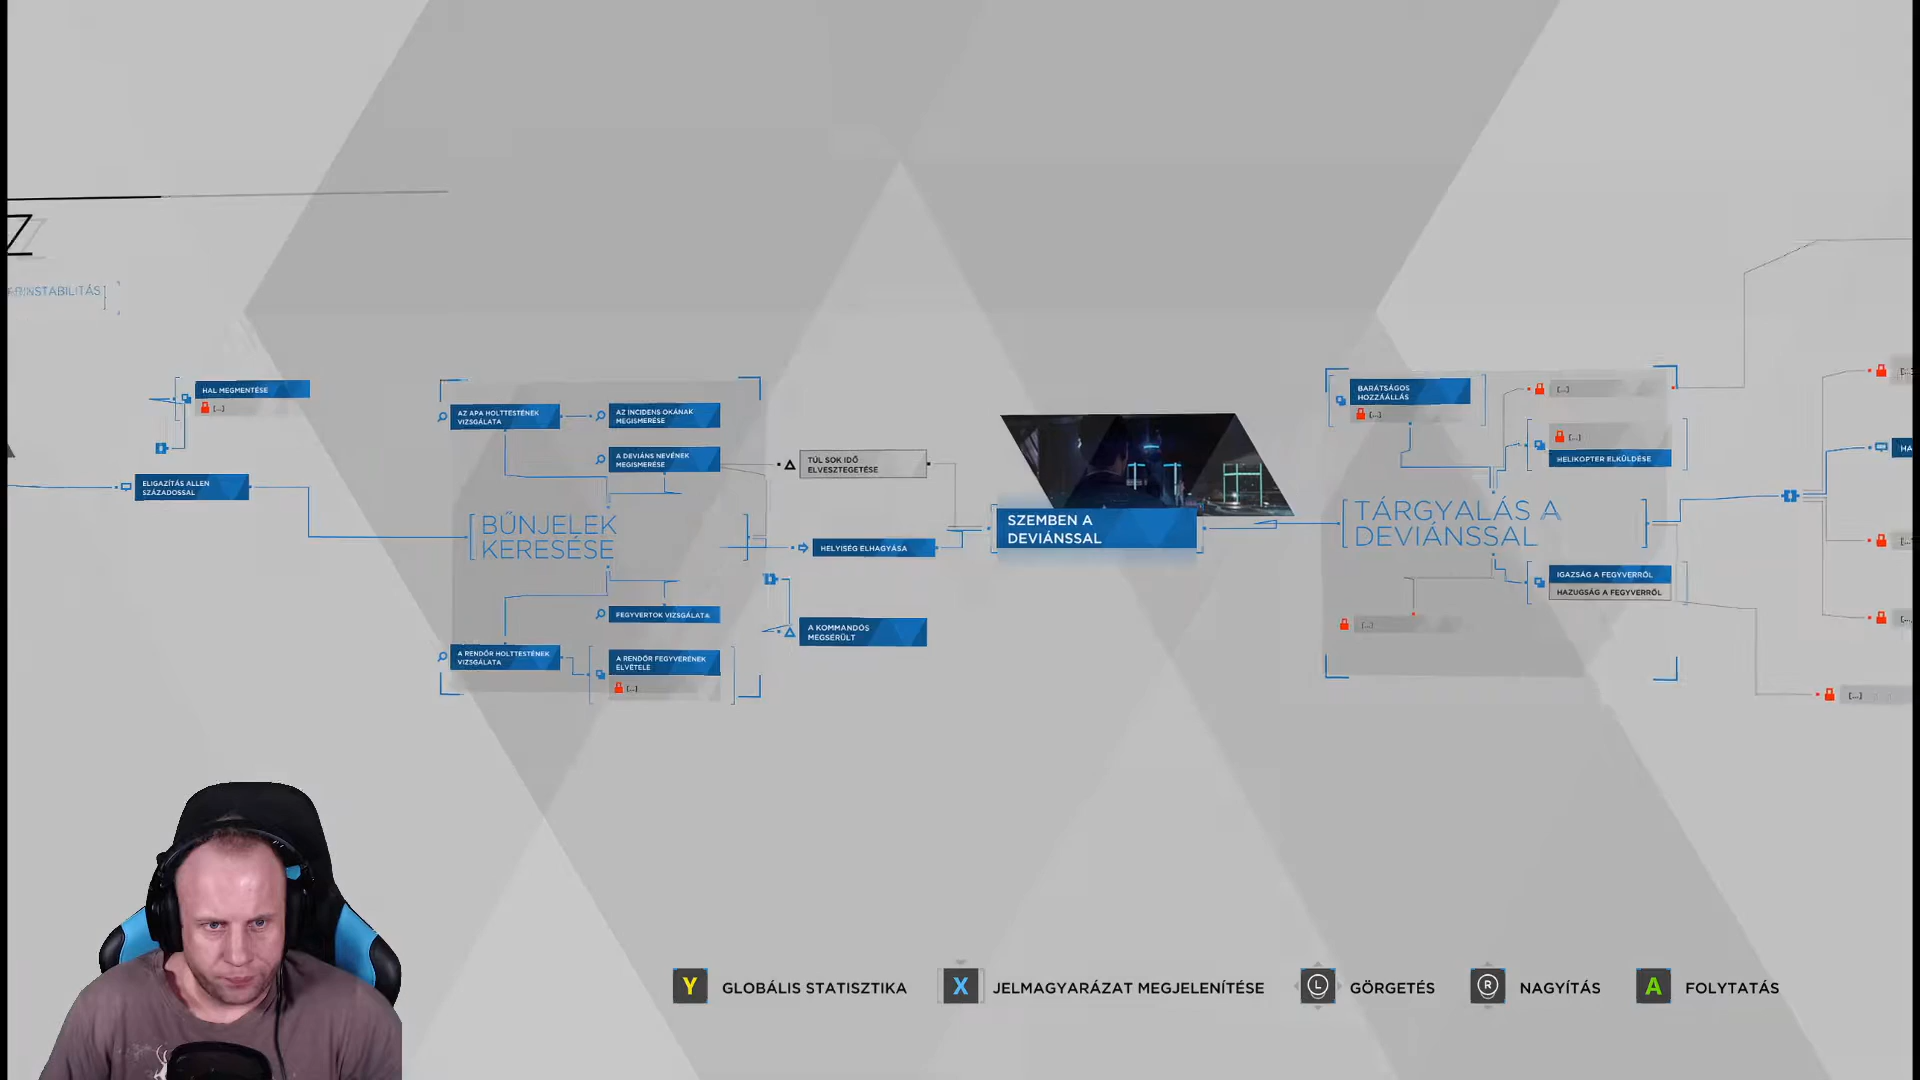 Z
INSTABILITÁS
HAL MEGMENTÉSE
[...]
ELIGAZÍTÁS ALLEN
SZÁZADOSSAL
AZ APA HOLTTESTÉNEK
VIZSGÁLATA
AZ INCIDENS OKÁNAK
MEGISMERÉSE
A DEVIÁNS NEVÉNEK
MEGISMERÉSE
BŰNJELEK
KERESÉSE
FEGYVERTOK VIZSGÁLATA
A RENDŐR HOLTTESTÉNEK
VIZSGÁLATA
A RENDŐR FEGYVERÉNEK
ELVÉTELE
[...]
TÚL SOK IDŐ
ELVESZTEGETÉSE
HELYISÉG ELHAGYÁSA
A KOMMANDÓS
MEGSÉRÜLT
SZEMBEN A
DEVIÁNSSAL
BARÁTSÁGOS
HOZZÁÁLLÁS
[...]
[...]
[...]
HELIKOPTER ELKÜLDÉSE
TÁRGYALÁS A
DEVIÁNSSAL
IGAZSÁG A FEGYVERRŐL
HAZUGSÁG A FEGYVERRŐL
[...]
[...]
HA
[...]
[...]
[...]
Y GLOBÁLIS STATISZTIKA
X JELMAGYARÁZAT MEGJELENÍTÉSE
L GÖRGETÉS
R NAGYÍTÁS
A FOLYTATÁS